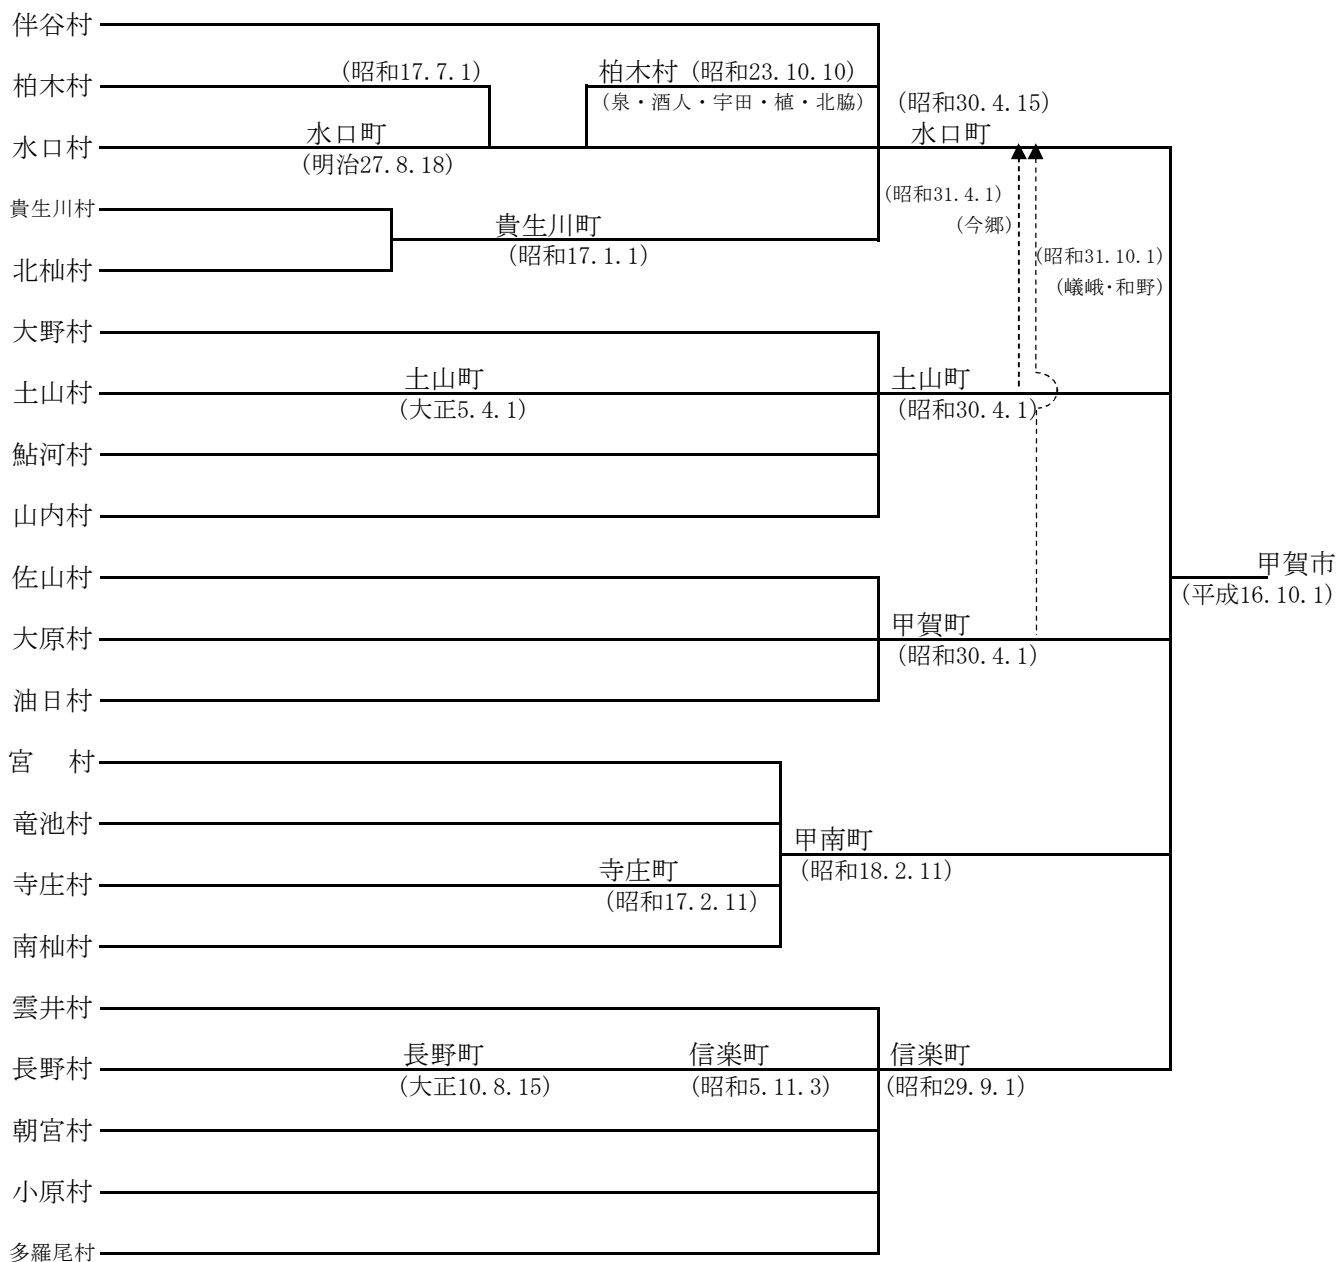 伴谷村
柏木村
(昭和17.7.1)
柏木村 (昭和23.10.10)
(泉・酒人・宇田・植・北脇)
(昭和30.4.15)
水口町
水口村
水口町
(明治27.8.18)
貴生川村
貴生川町
(昭和17.1.1)
北杣村
(昭和31.4.1)
(今郷)
(昭和31.10.1)
(嶬峨・和野)
大野村
土山村
土山町
(大正5.4.1)
土山町
(昭和30.4.1)
鮎河村
山内村
佐山村
大原村
甲賀町
(昭和30.4.1)
油日村
甲賀市
(平成16.10.1)
宮 村
竜池村
甲南町
(昭和18.2.11)
寺庄村
寺庄町
(昭和17.2.11)
南杣村
雲井村
長野村
長野町
(大正10.8.15)
信楽町
(昭和5.11.3)
信楽町
(昭和29.9.1)
朝宮村
小原村
多羅尾村